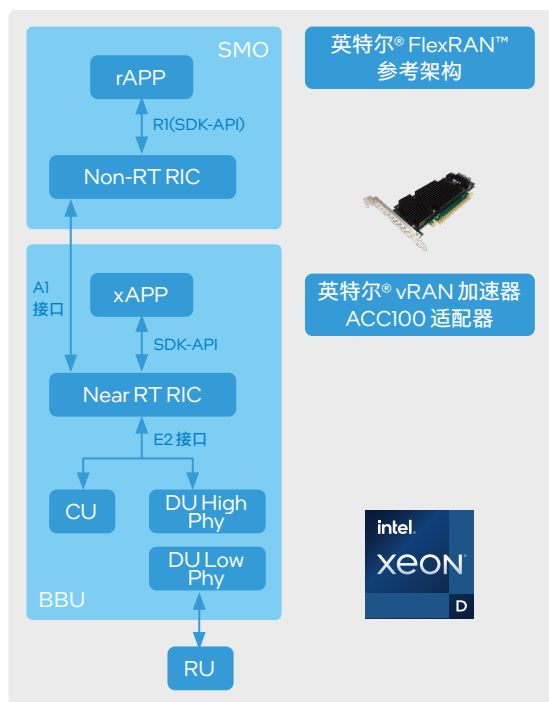 SMO
rAPP
R1(SDK-API)
Non-RT RIC
A1
接口
xAPP
SDK-API
Near RT RIC
E2 接口
CU
DU High
Phy
DU Low
Phy
BBU
RU
英特尔® FlexRAN™
参考架构
英特尔® vRAN 加速器
ACC100 适配器
intel.
xeon
D